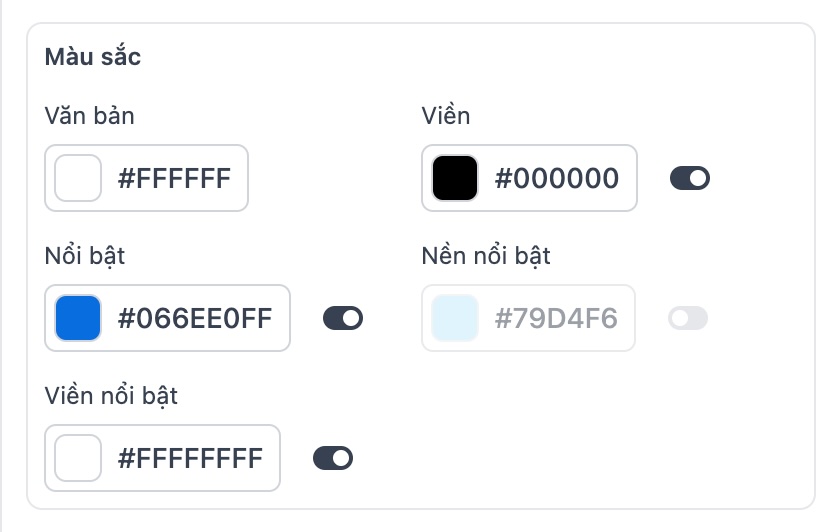 Màu sắc
Văn bản
Viền
#FFFFFF
#000000
Nổi bật
Nền nổi bật
#066EE0FF
#79D4F6
Viền nổi bật
#FFFFFFFF